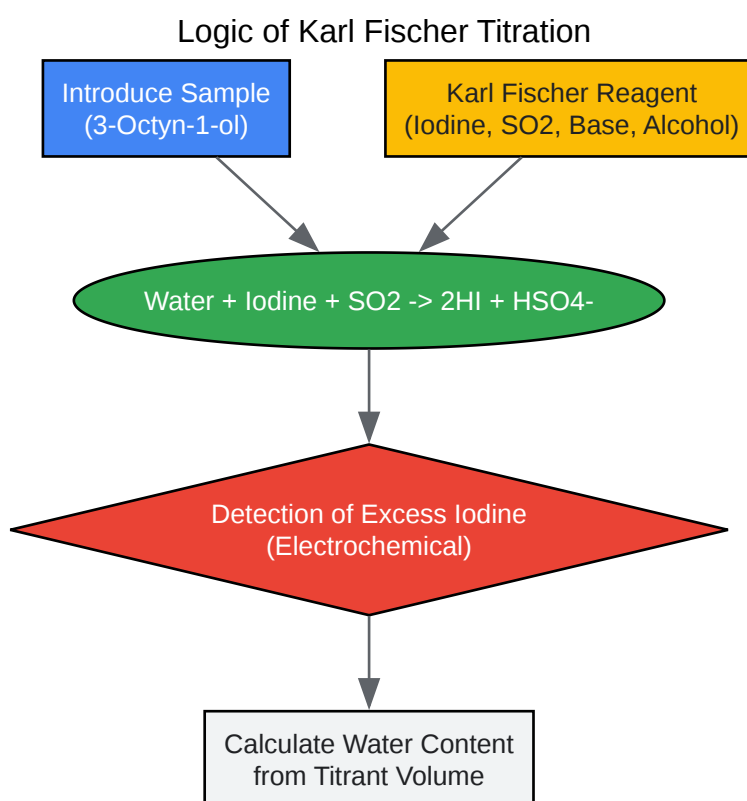 Logic of Karl Fischer Titration
Introduce Sample
(3-Octyn-1-ol)
Karl Fischer Reagent
(Iodine, SO2, Base, Alcohol)
Water + Iodine + SO2 -> 2HI + HSO4-
Detection of Excess Iodine
(Electrochemical)
Calculate Water Content
from Titrant Volume